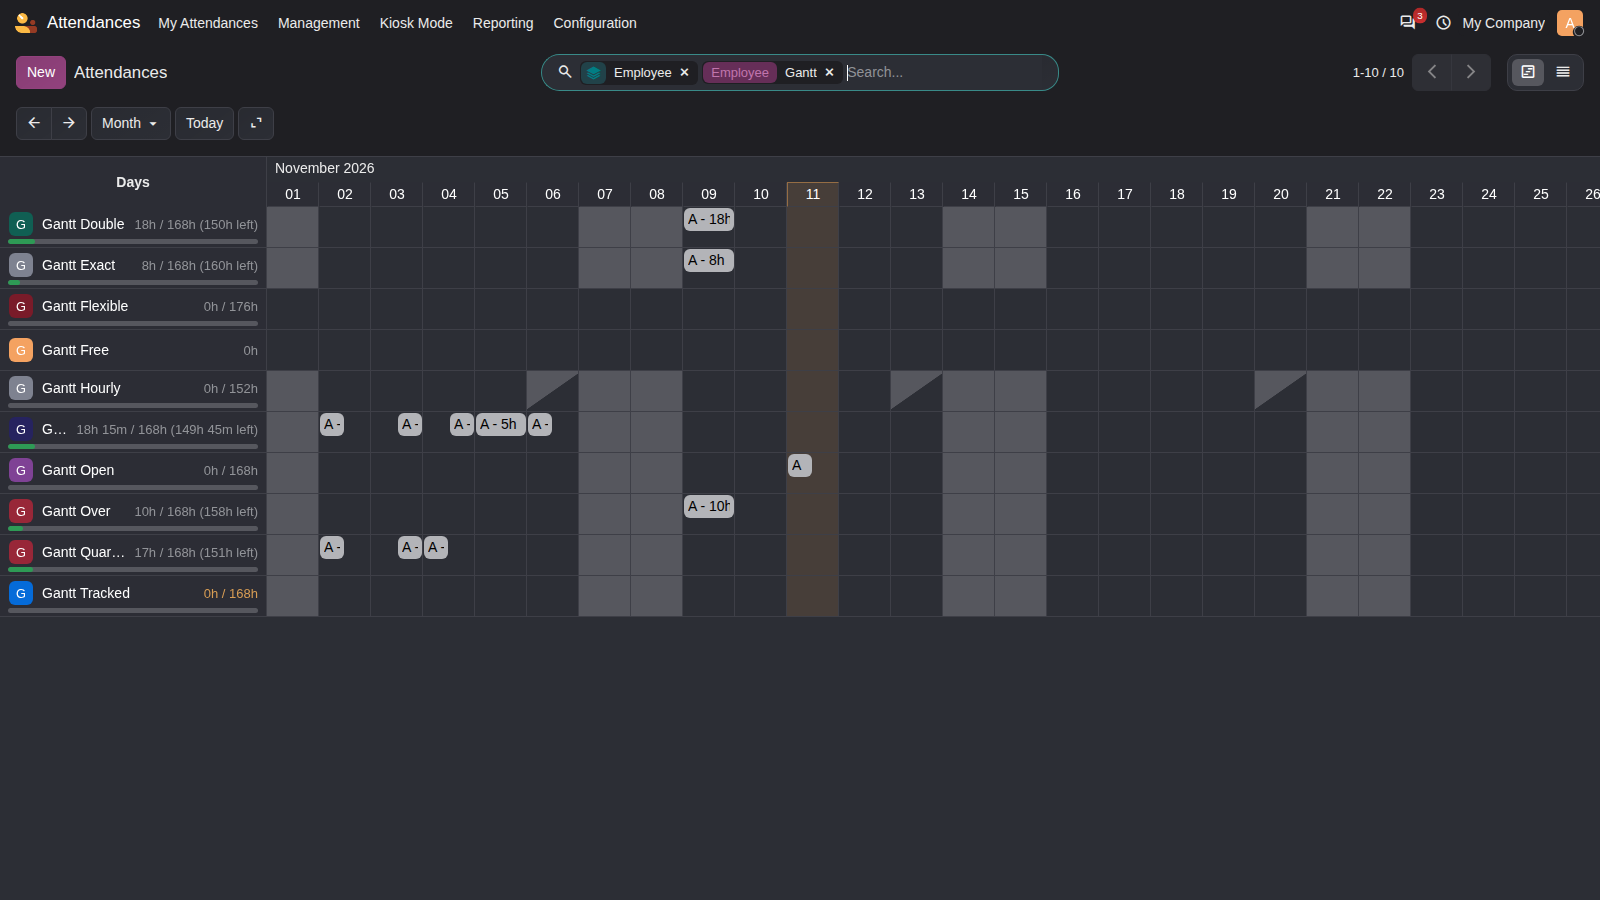 Attendances My Attendances Management Kiosk Mode Reporting Configuration 3 My Company A
New Attendances Employee × Employee Gantt × Search... 1-10 / 10
Month Today
Days November 2026
01 02 03 04 05 06 07 08 09 10 11 12 13 14 15 16 17 18 19 20 21 22 23 24 25 26
G Gantt Double 18h / 168h (150h left) A - 18h
G Gantt Exact 8h / 168h (160h left) A - 8h
G Gantt Flexible 0h / 176h
G Gantt Free 0h
G Gantt Hourly 0h / 152h
G G... 18h 15m / 168h (149h 45m left) A - A - A - A - 5h A -
G Gantt Open 0h / 168h A
G Gantt Over 10h / 168h (158h left) A - 10h
G Gantt Quar... 17h / 168h (151h left) A - A - A -
G Gantt Tracked 0h / 168h